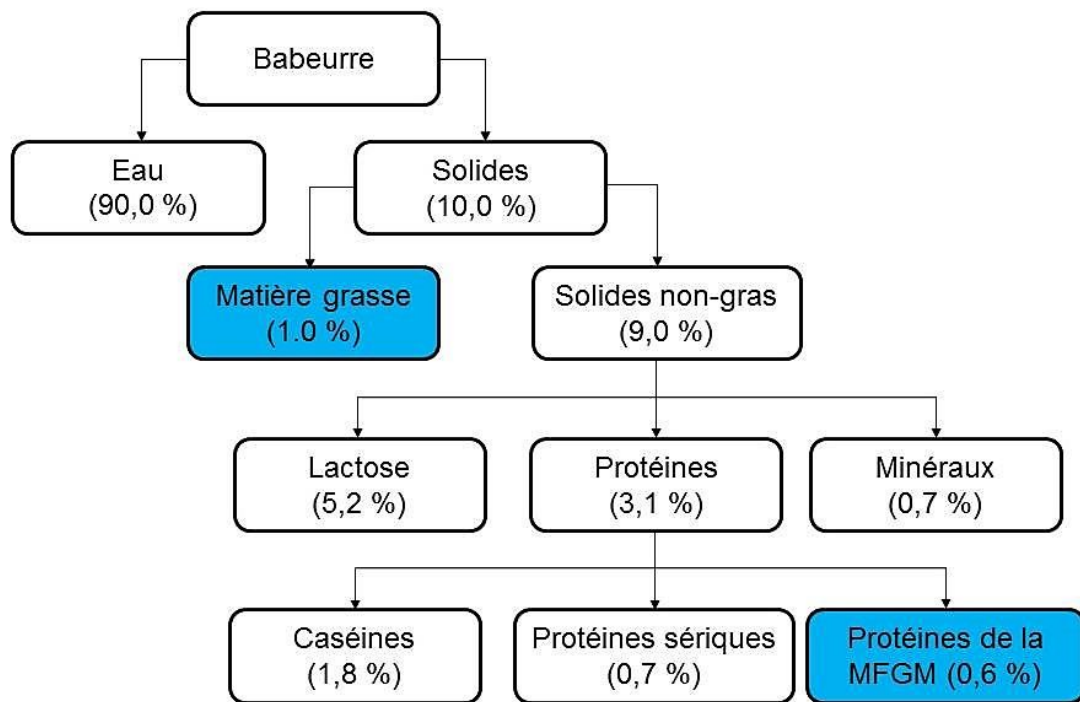 Babeurre
Eau
(90,0 %)
Solides
(10,0 %)
Matière grasse
(1.0 %)
Solides non-gras
(9,0 %)
Lactose
(5,2 %)
Protéines
(3,1 %)
Minéraux
(0,7 %)
Caséines
(1,8 %)
Protéines sériques
(0,7 %)
Protéines de la
MFGM (0,6 %)